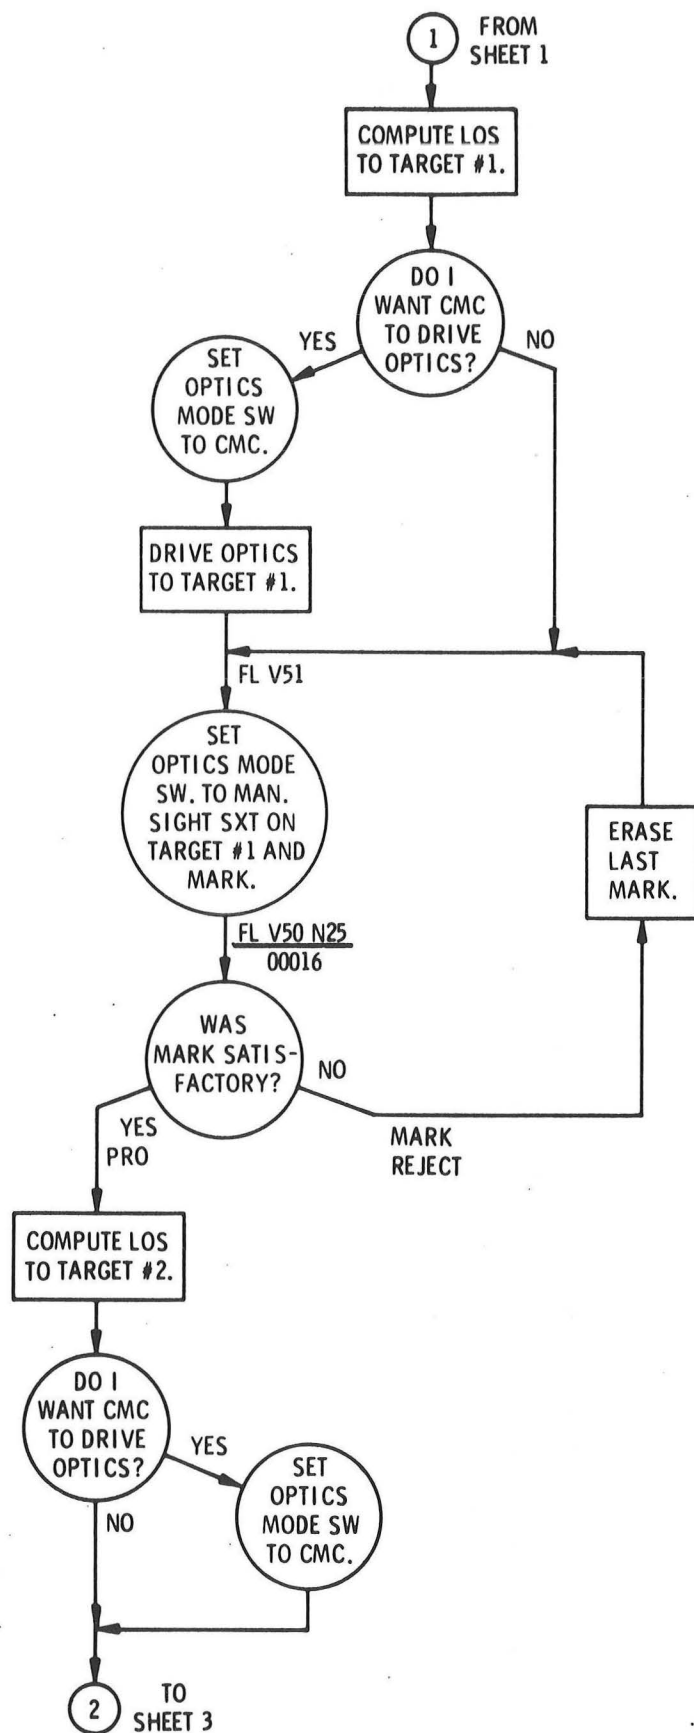 1
FROM
SHEET 1
COMPUTE LOS
TO TARGET #1.
DO I
WANT CMC
TO DRIVE
OPTICS?
YES
NO
SET
OPTICS
MODE SW
TO CMC.
DRIVE OPTICS
TO TARGET #1.
FL V51
SET
OPTICS MODE
SW. TO MAN.
SIGHT SXT ON
TARGET #1 AND
MARK.
ERASE
LAST
MARK.
FL V50 N25
00016
WAS
MARK SATIS-
FACTORY?
NO
YES
PRO
MARK
REJECT
COMPUTE LOS
TO TARGET #2.
DO I
WANT CMC
TO DRIVE
OPTICS?
YES
NO
SET
OPTICS
MODE SW
TO CMC.
2
TO
SHEET 3